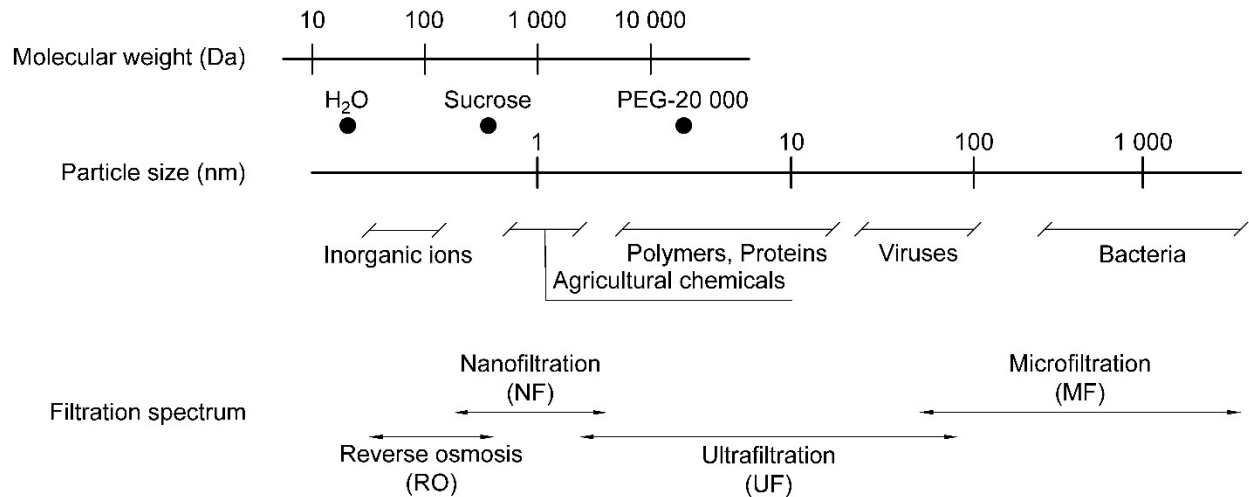 10 100 1 000 10 000
Molecular weight (Da)
H₂O Sucrose PEG-20 000
1 10 100 1 000
Particle size (nm)
Inorganic ions Polymers, Proteins Viruses Bacteria
Agricultural chemicals
Nanofiltration
(NF)
Microfiltration
(MF)
Filtration spectrum
Reverse osmosis
(RO)
Ultrafiltration
(UF)